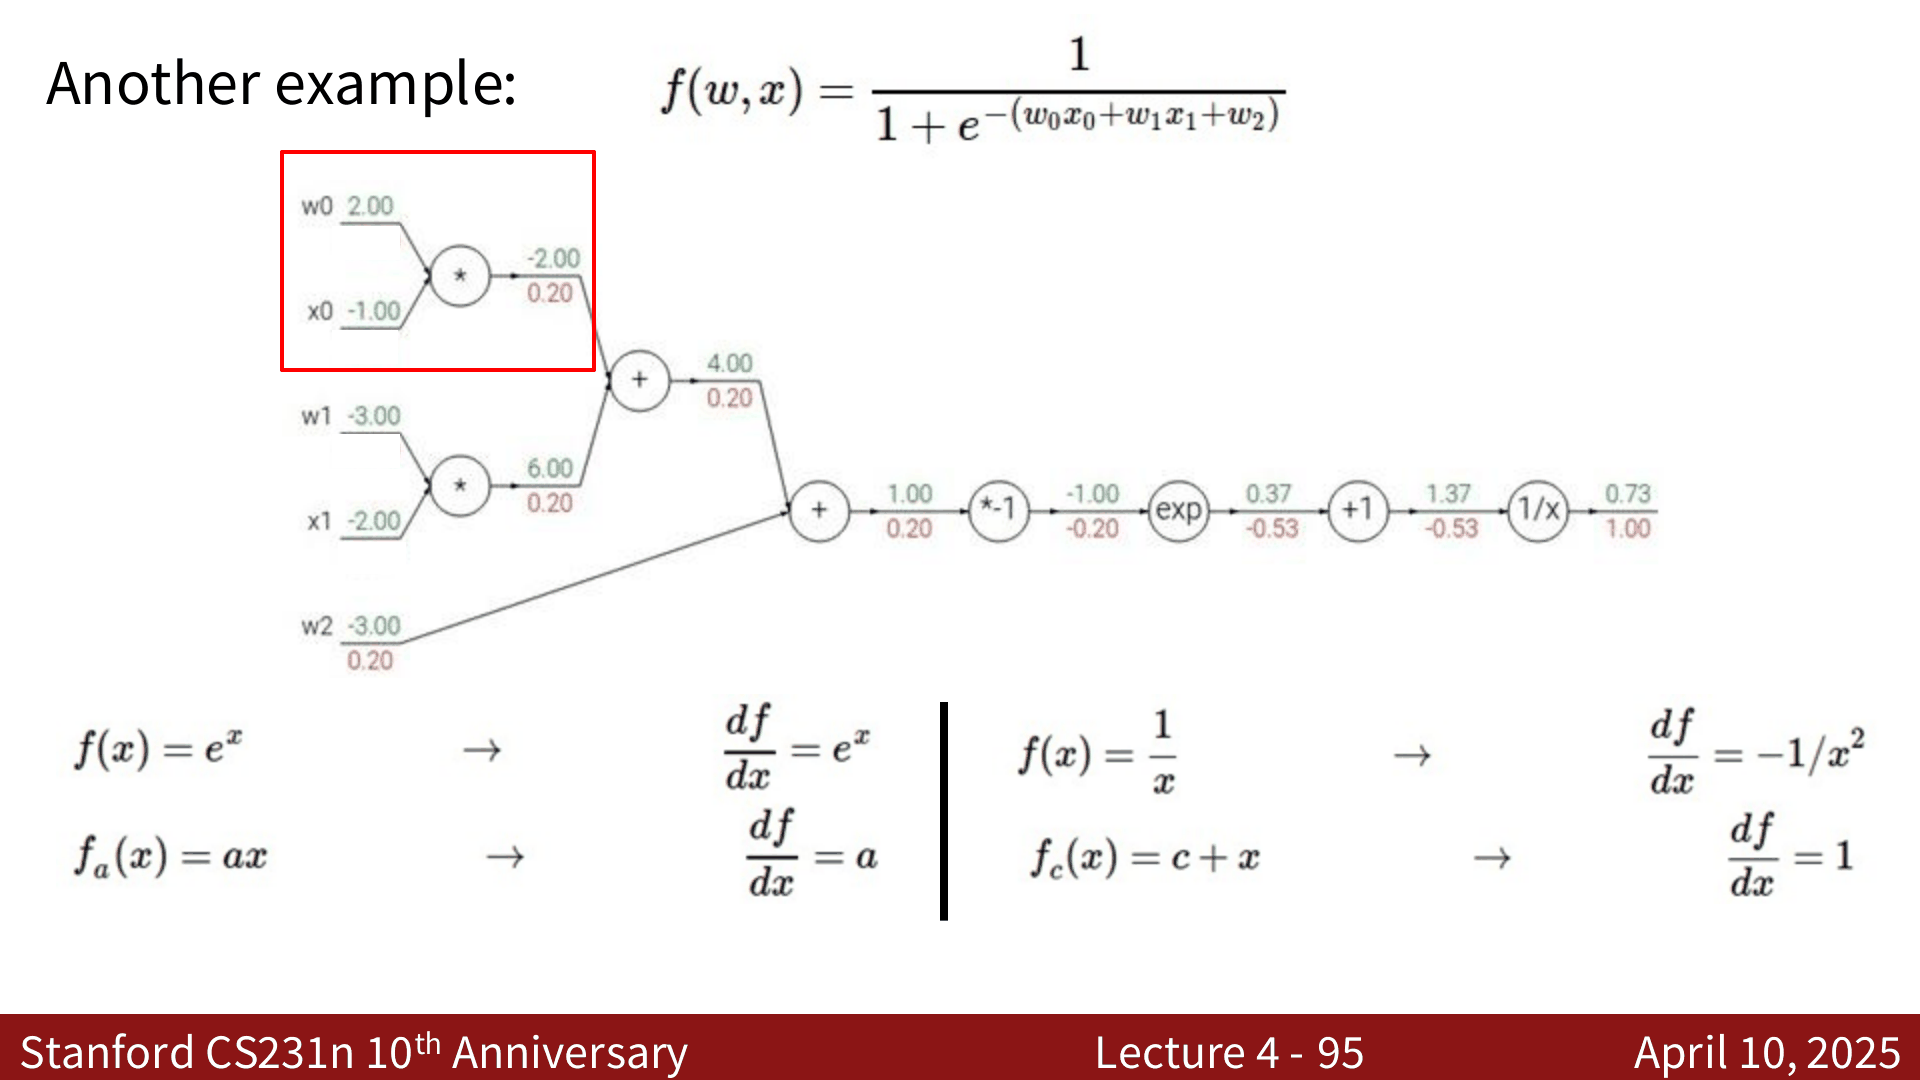 Another example: f(w,x) = 1 / (1 + e^{-(w_0x_0+w_1x_1+w_2)})
w0 2.00
*
-2.00
0.20
x0 -1.00
+
4.00
0.20
w1 -3.00
*
6.00
0.20
x1 -2.00
+
1.00
0.20
*-1
-1.00
-0.20
exp
0.37
-0.53
+1
1.37
-0.53
1/x
0.73
1.00
w2 -3.00
0.20
f(x) = e^x → df/dx = e^x
f_a(x) = ax → df/dx = a
f(x) = 1/x → df/dx = -1/x^2
f_c(x) = c + x → df/dx = 1
Stanford CS231n 10th Anniversary Lecture 4 - 95 April 10, 2025